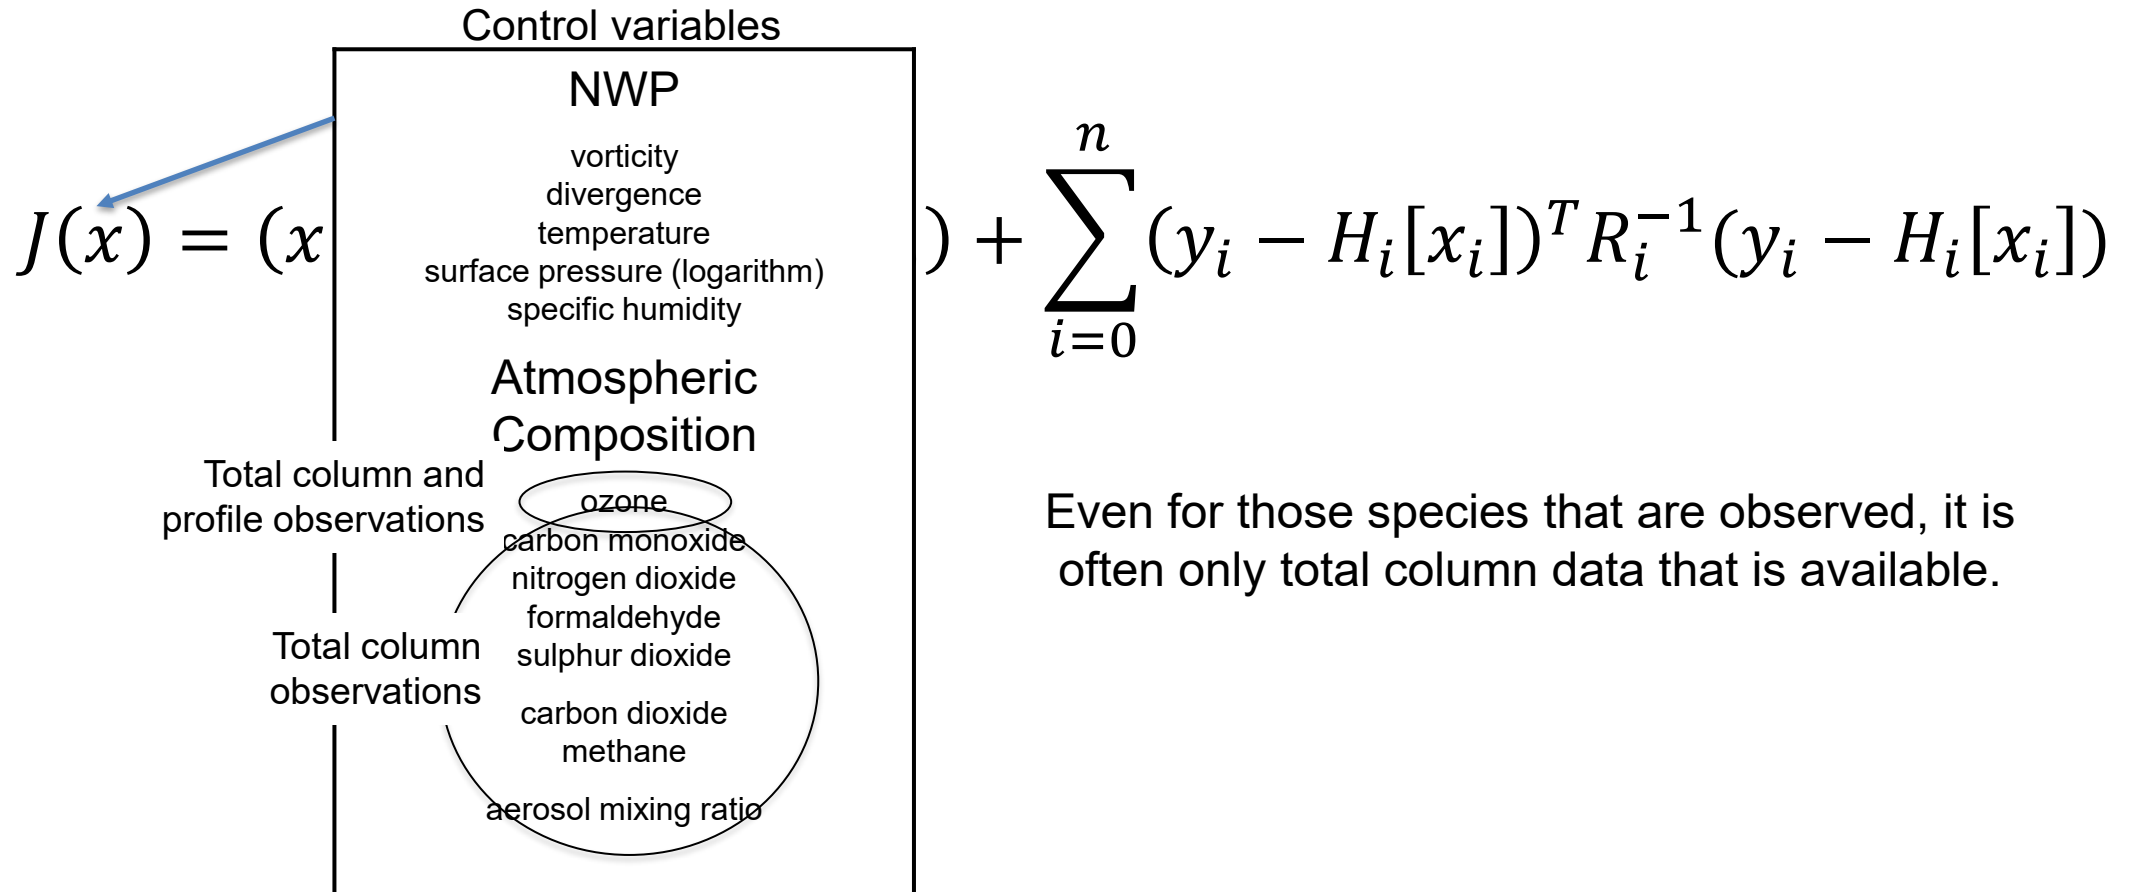 Control variables
NWP
vorticity
divergence
temperature
surface pressure (logarithm)
specific humidity
J(x) = (x
) + \sum_{i=0}^{n} (y_i − H_i[x_i])^T R_i^{−1} (y_i − H_i[x_i])
Atmospheric
Composition
Total column and
profile observations
ozone
carbon monoxide
nitrogen dioxide
formaldehyde
sulphur dioxide
Total column
observations
carbon dioxide
methane
aerosol mixing ratio
Even for those species that are observed, it is
often only total column data that is available.